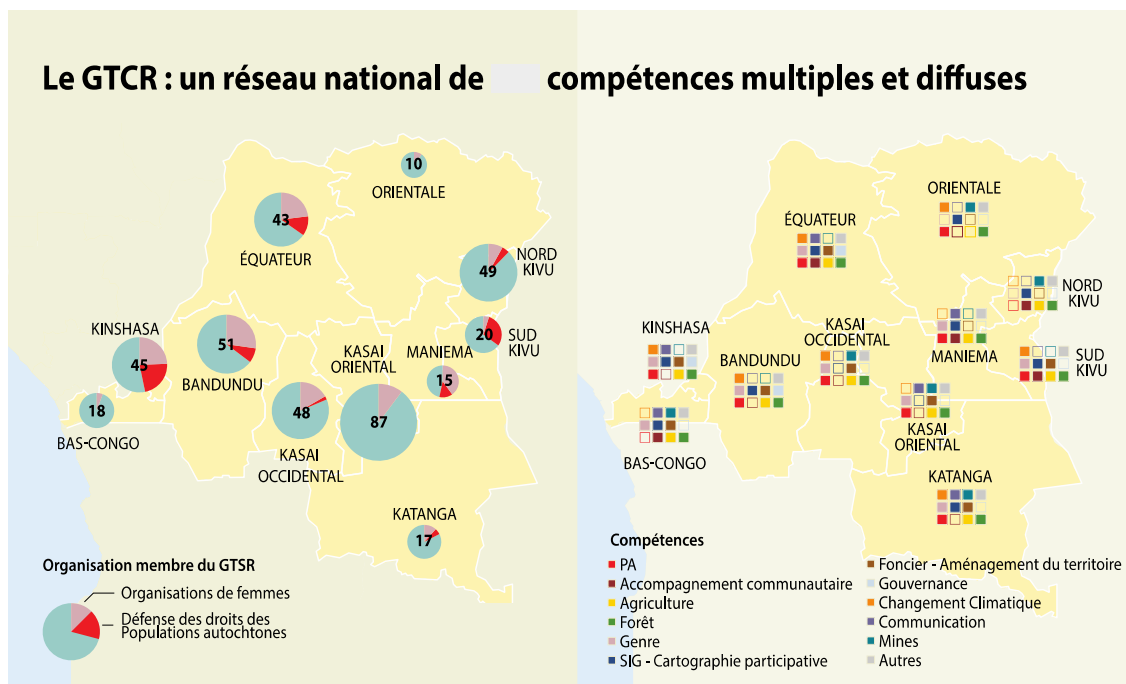 Le GTCR : un réseau national de compétences multiples et diffuses
10
ORIENTALE
43
ÉQUATEUR
49
NORD
KIVU
20
SUD
KIVU
KINSHASA
45
51
BANDUNDU
KASAI
ORIENTAL
87
MANIEMA
15
18
BAS-CONGO
48
KASAI
OCCIDENTAL
KATANGA
17
Organisation membre du GTSR
Organisations de femmes
Défense des droits des
Populations autochtones
ORIENTALE
ÉQUATEUR
NORD
KIVU
KINSHASA
BANDUNDU
KASAI
OCCIDENTAL
MANIEMA
SUD
KIVU
BAS-CONGO
KASAI
ORIENTAL
KATANGA
Compétences
PA
Accompagnement communautaire
Agriculture
Forêt
Genre
SIG - Cartographie participative
Foncier - Aménagement du territoire
Gouvernance
Changement Climatique
Communication
Mines
Autres